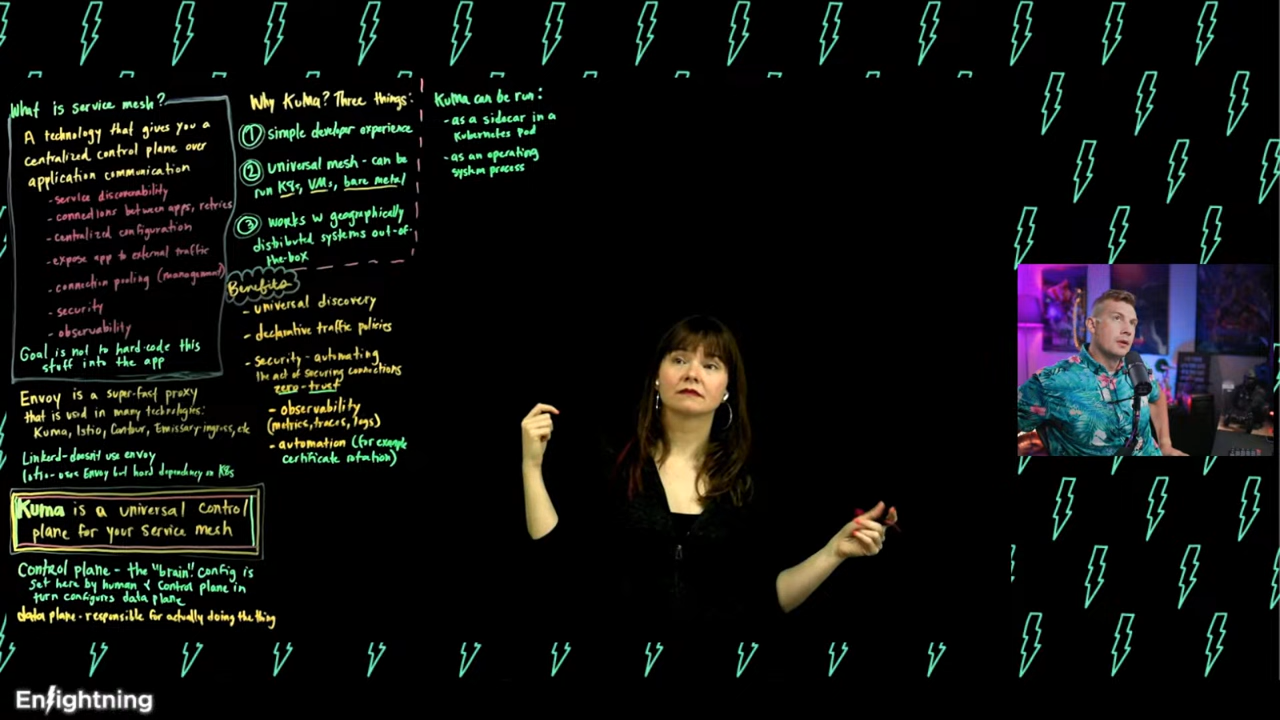 What is service mesh?
A technology that gives you a
centralized control plane over
application communication
- service discoverability
- connections between apps, retries
- centralized configuration
- expose app to external traffic
- connection pooling (management)
- security
- observability
Goal is not to hard-code this
stuff into the app
Envoy is a super-fast proxy
that is used in many technologies:
Kuma, Istio, Contour, Emissary-ingress, etc
Linkerd - doesn't use envoy
Istio - uses Envoy but hard dependency on K8s
Kuma is a universal control
plane for your service mesh
Control plane - the "brain". Config is
set here by human & control plane in
turn configures data plane
data plane - responsible for actually doing the thing
Why Kuma? Three things:
1 simple developer experience
2 universal mesh - can be
run K8s, VMs, bare metal
3 works w geographically
distributed systems out-of-
the-box
Benefits
- universal discovery
- declarative traffic policies
- security - automating
the act of securing connections
zero-trust
- observability
(metrics, traces, logs)
- automation (for example
certificate rotation)
Kuma can be run:
- as a sidecar in a
Kubernetes pod
- as an operating
system process
Enlightning